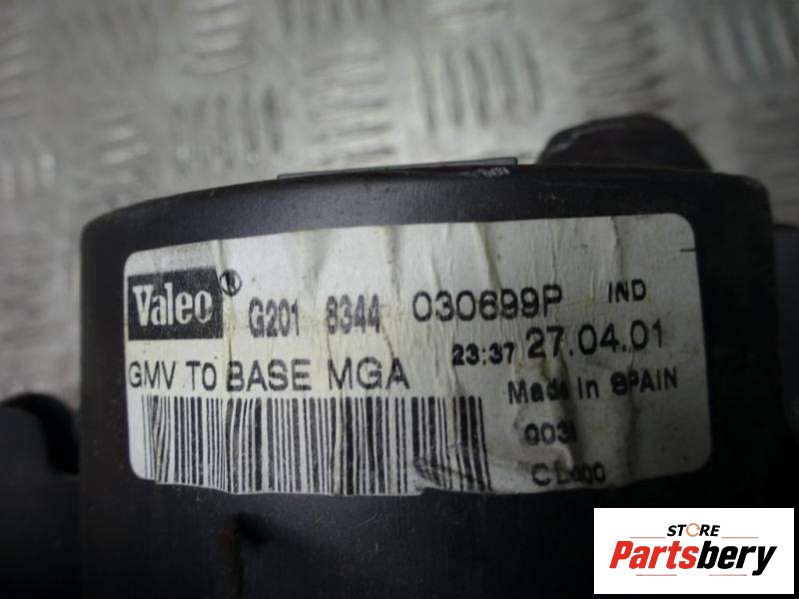 Valeo ® G201 8344 030699P IND
GMV T0 BASE MGA 23:37 27.04.01
Made in SPAIN
CL000
STORE
Partsbery